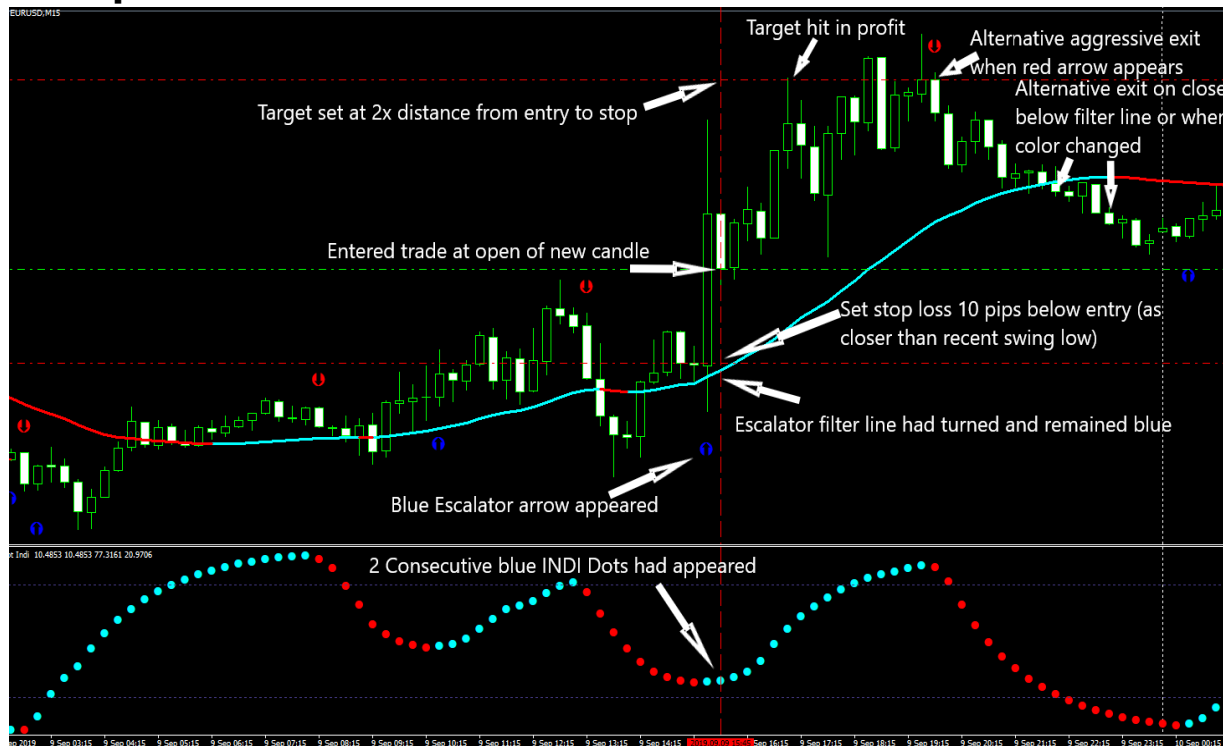 EURUSD,M15
Target hit in profit
Alternative aggressive exit
when red arrow appears
Target set at 2x distance from entry to stop
Alternative exit on close
below filter line or when
color changed
Entered trade at open of new candle
Set stop loss 10 pips below entry (as
closer than recent swing low)
Escalator filter line had turned and remained blue
Blue Escalator arrow appeared
Indi 10.4853 10.4853 77.3161 20.9706
2 Consecutive blue INDI Dots had appeared
2019 9 Sep 03:15 9 Sep 04:15 9 Sep 05:15 9 Sep 06:15 9 Sep 07:15 9 Sep 08:15 9 Sep 09:15 9 Sep 10:15 9 Sep 11:15 9 Sep 12:15 9 Sep 13:15 9 Sep 14:15 Sep 16:15 9 Sep 17:15 9 Sep 18:15 9 Sep 19:15 9 Sep 20:15 9 Sep 21:15 9 Sep 22:15 9 Sep 23:15 10 Sep 00:15